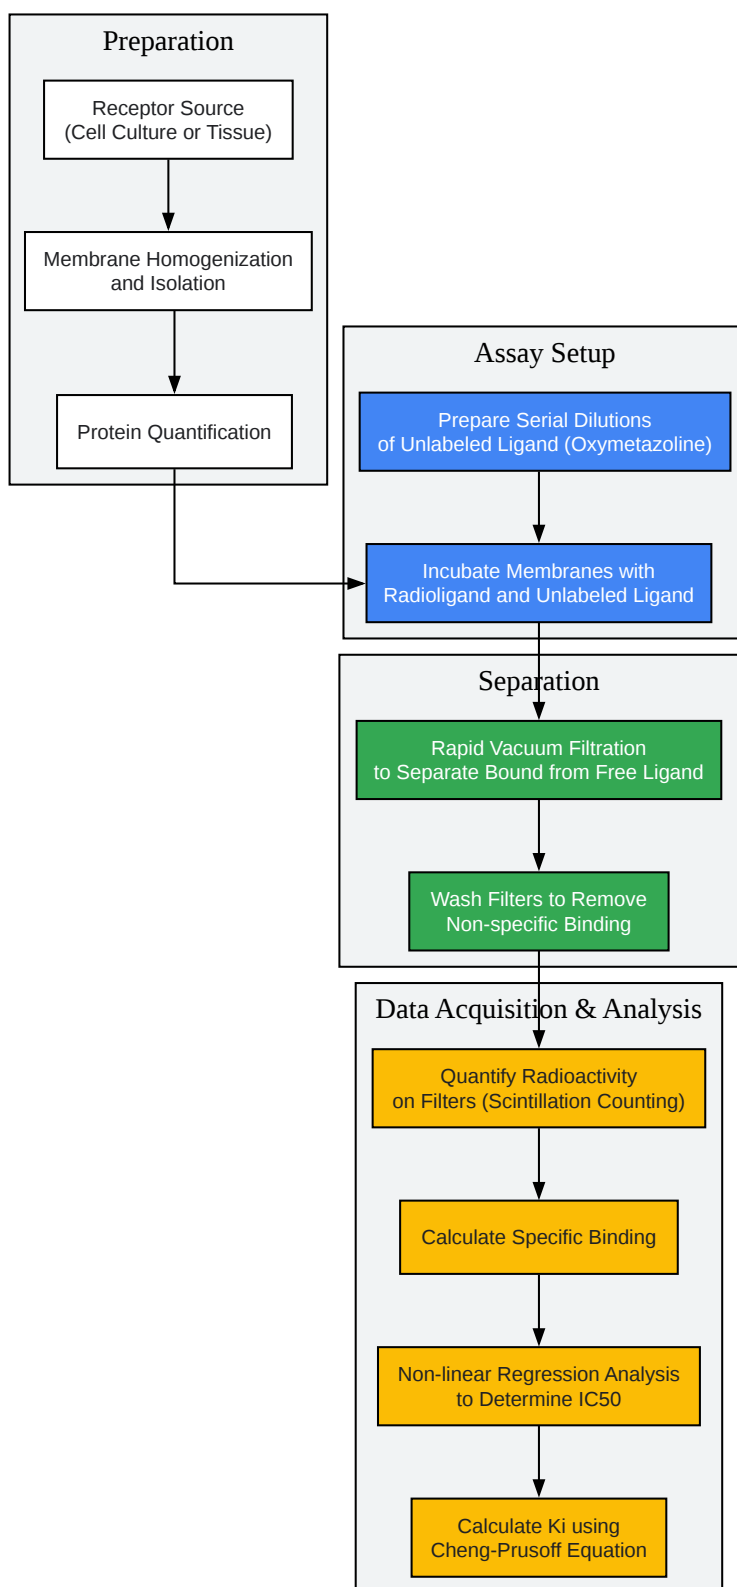 Preparation
Receptor Source
(Cell Culture or Tissue)
Membrane Homogenization
and Isolation
Protein Quantification
Assay Setup
Prepare Serial Dilutions
of Unlabeled Ligand (Oxymetazoline)
Incubate Membranes with
Radioligand and Unlabeled Ligand
Separation
Rapid Vacuum Filtration
to Separate Bound from Free Ligand
Wash Filters to Remove
Non-specific Binding
Data Acquisition & Analysis
Quantify Radioactivity
on Filters (Scintillation Counting)
Calculate Specific Binding
Non-linear Regression Analysis
to Determine IC50
Calculate Ki using
Cheng-Prusoff Equation